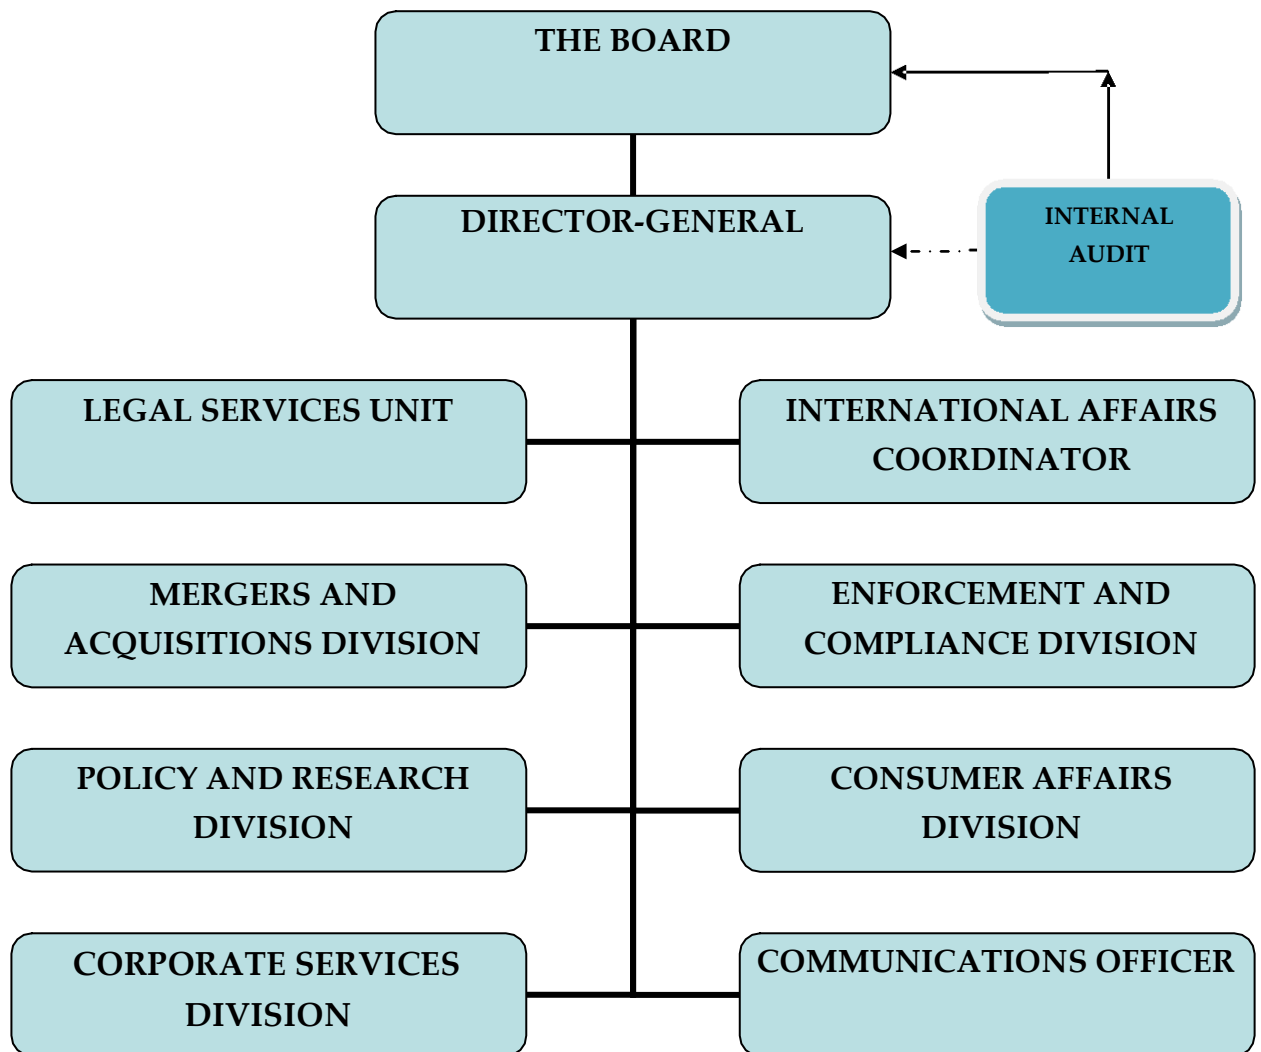 THE BOARD
DIRECTOR-GENERAL
INTERNAL
AUDIT
LEGAL SERVICES UNIT
INTERNATIONAL AFFAIRS
COORDINATOR
MERGERS AND
ACQUISITIONS DIVISION
ENFORCEMENT AND
COMPLIANCE DIVISION
POLICY AND RESEARCH
DIVISION
CONSUMER AFFAIRS
DIVISION
CORPORATE SERVICES
DIVISION
COMMUNICATIONS OFFICER